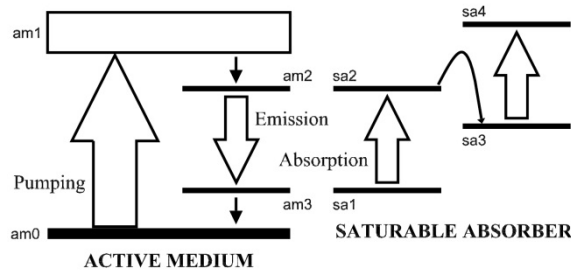 am1
sa4
am2
sa2
Emission
sa3
Absorption
Pumping
am3
sa1
am0
SATURABLE ABSORBER
ACTIVE MEDIUM